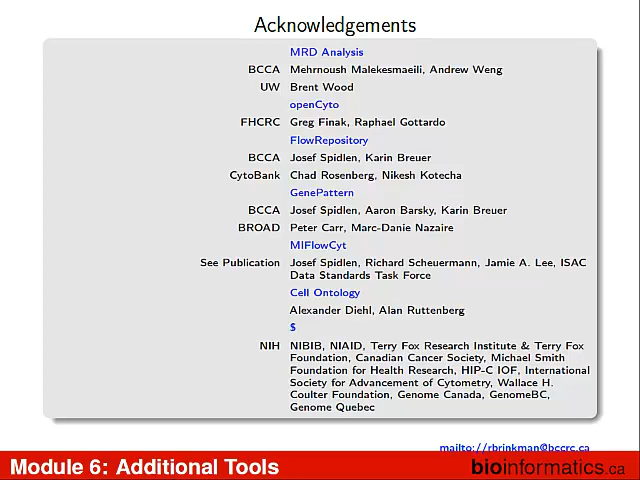 Acknowledgements
MRD Analysis
BCCA Mehrnoush Malekesmaeili, Andrew Weng
UW Brent Wood
openCyto
FHCRC Greg Finak, Raphael Gottardo
FlowRepository
BCCA Josef Spidlen, Karin Breuer
CytoBank Chad Rosenberg, Nikesh Kotecha
GenePattern
BCCA Josef Spidlen, Aaron Barsky, Karin Breuer
BROAD Peter Carr, Marc-Danie Nazaire
MIFlowCyt
See Publication Josef Spidlen, Richard Scheuermann, Jamie A. Lee, ISAC
Data Standards Task Force
Cell Ontology
Alexander Diehl, Alan Ruttenberg
$
NIH NIBIB, NIAID, Terry Fox Research Institute & Terry Fox
Foundation, Canadian Cancer Society, Michael Smith
Foundation for Health Research, HIP-C IOF, International
Society for Advancement of Cytometry, Wallace H.
Coulter Foundation, Genome Canada, GenomeBC,
Genome Quebec
mailto://rbrinkman@bccrc.ca
Module 6: Additional Tools
bioinformatics.ca